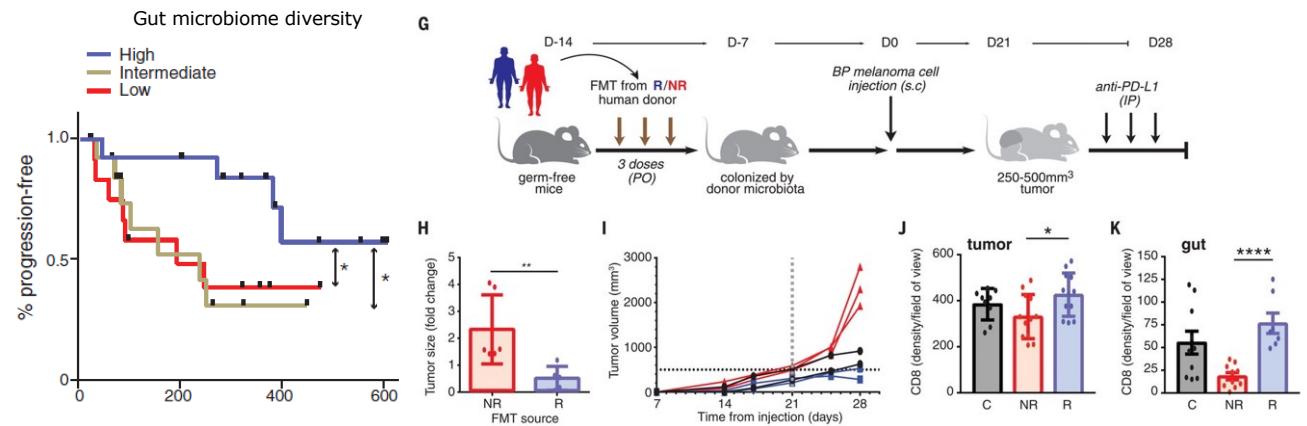 Gut microbiome diversity
High
Intermediate
Low
% progression-free
1.0
0.5
0
0 200 400 600
*
*
G
D-14 D-7 D0 D21 D28
FMT from R/NR
human donor
BP melanoma cell
injection (s.c)
anti-PD-L1
(IP)
3 doses
(PO)
germ-free
mice
colonized by
donor microbiota
250-500mm³
tumor
H
Tumor size (fold change)
5
4
3
2
1
0
**
NR R
FMT source
I
Tumor volume (mm³)
3000
2000
1000
0
7 14 21 28
Time from injection (days)
J
tumor
*
CD8 (density/field of view)
600
400
200
0
C NR R
K
gut
****
CD8 (density/field of view)
150
125
100
75
50
25
0
C NR R